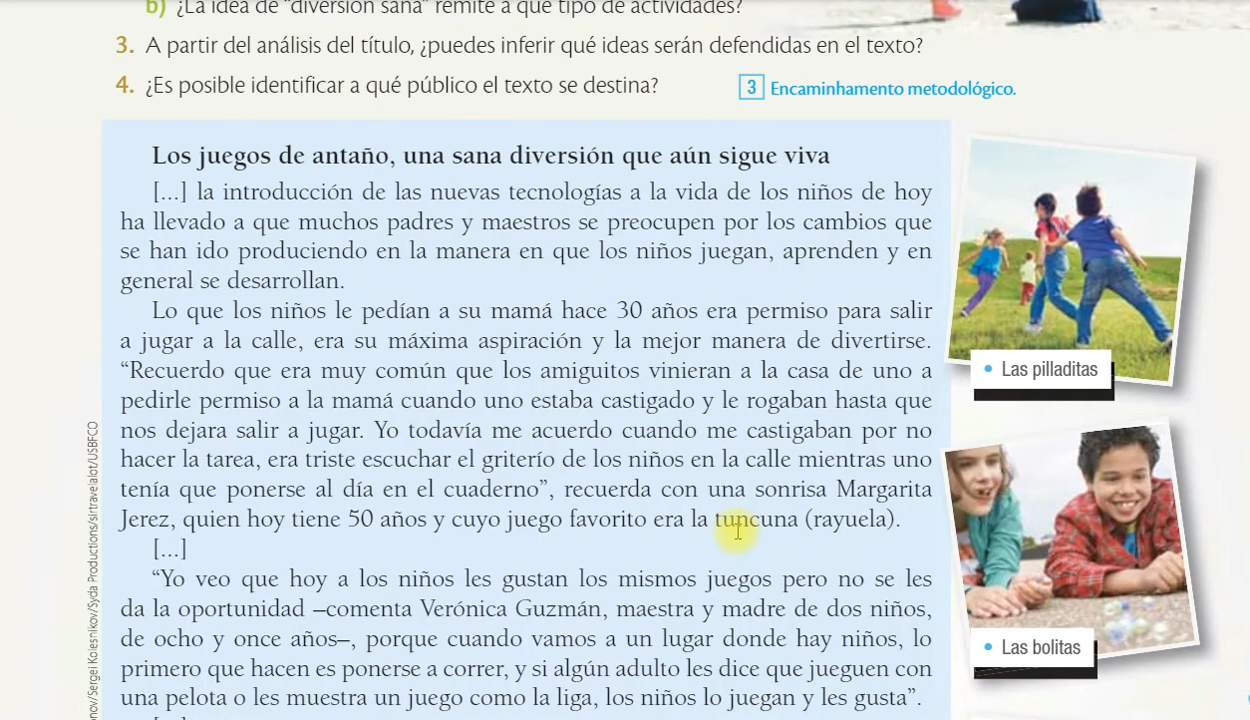 b) ¿La idea de “diversión sana” remite a qué tipo de actividades?
3. A partir del análisis del título, ¿puedes inferir qué ideas serán defendidas en el texto?
4. ¿Es posible identificar a qué público el texto se destina?
3 Encaminhamento metodológico.
Los juegos de antaño, una sana diversión que aún sigue viva
[...] la introducción de las nuevas tecnologías a la vida de los niños de hoy
ha llevado a que muchos padres y maestros se preocupen por los cambios que
se han ido produciendo en la manera en que los niños juegan, aprenden y en
general se desarrollan.
Lo que los niños le pedían a su mamá hace 30 años era permiso para salir
a jugar a la calle, era su máxima aspiración y la mejor manera de divertirse.
“Recuerdo que era muy común que los amiguitos vinieran a la casa de uno a
pedirle permiso a la mamá cuando uno estaba castigado y le rogaban hasta que
nos dejara salir a jugar. Yo todavía me acuerdo cuando me castigaban por no
hacer la tarea, era triste escuchar el griterío de los niños en la calle mientras uno
tenía que ponerse al día en el cuaderno”, recuerda con una sonrisa Margarita
Jerez, quien hoy tiene 50 años y cuyo juego favorito era la tuncuna (rayuela).
[...]
“Yo veo que hoy a los niños les gustan los mismos juegos pero no se les
da la oportunidad –comenta Verónica Guzmán, maestra y madre de dos niños,
de ocho y once años–, porque cuando vamos a un lugar donde hay niños, lo
primero que hacen es ponerse a correr, y si algún adulto les dice que jueguen con
una pelota o les muestra un juego como la liga, los niños lo juegan y les gusta”.
• Las pilladitas
• Las bolitas
nov/Sergei Kolesnikov/Syda Productions/sirtravelalot/USBFCO